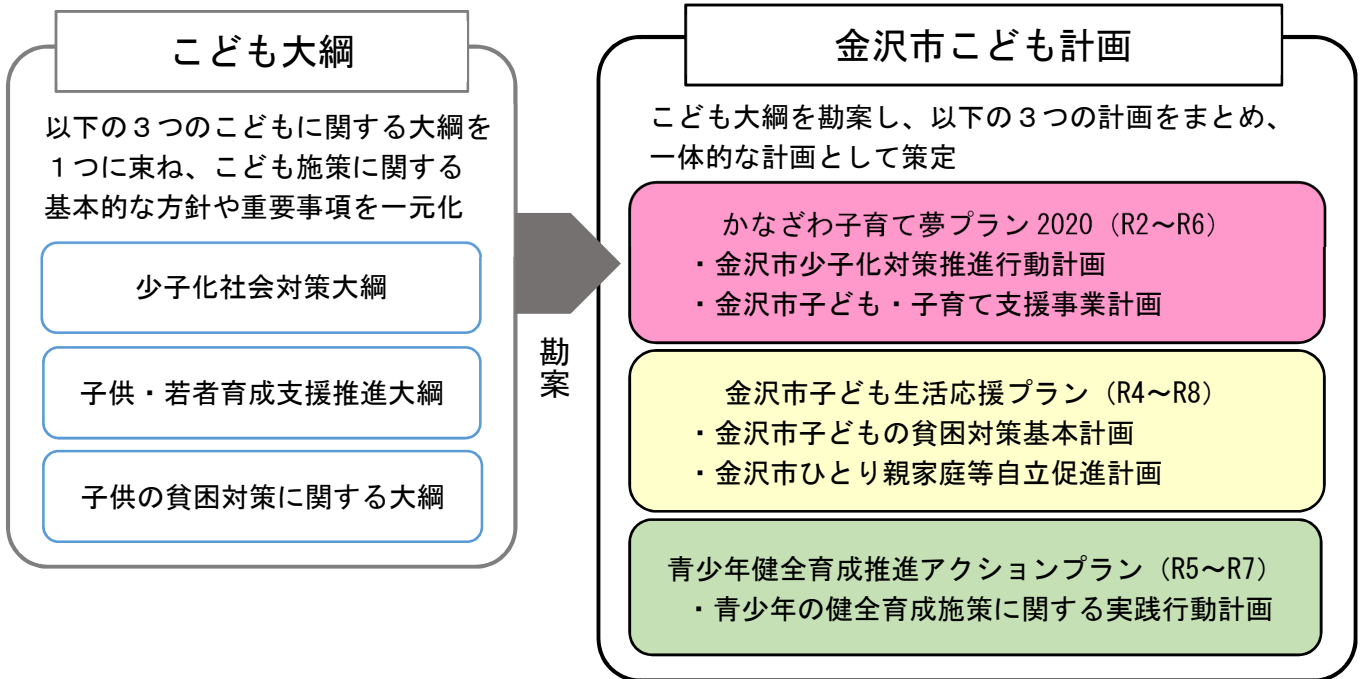 こども大綱
以下の３つのこどもに関する大綱を
１つに束ね、こども施策に関する
基本的な方針や重要事項を一元化
少子化社会対策大綱
子供・若者育成支援推進大綱
子供の貧困対策に関する大綱
勘案
金沢市こども計画
こども大綱を勘案し、以下の３つの計画をまとめ、
一体的な計画として策定
かなざわ子育て夢プラン 2020（R2～R6）
・金沢市少子化対策推進行動計画
・金沢市子ども・子育て支援事業計画
金沢市子ども生活応援プラン（R4～R8）
・金沢市子どもの貧困対策基本計画
・金沢市ひとり親家庭等自立促進計画
青少年健全育成推進アクションプラン（R5～R7）
・青少年の健全育成施策に関する実践行動計画